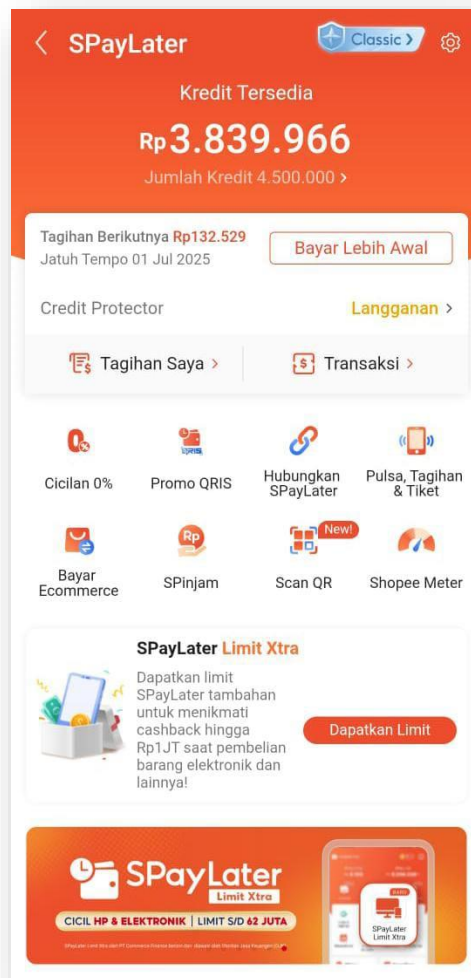 SPayLater
Classic >
Kredit Tersedia
Rp3.839.966
Jumlah Kredit 4.500.000 >
Tagihan Berikutnya Rp132.529
Jatuh Tempo 01 Jul 2025
Bayar Lebih Awal
Credit Protector
Langganan >
Tagihan Saya >
Transaksi >
Cicilan 0%
Promo QRIS
Hubungkan
SPayLater
Pulsa, Tagihan
& Tiket
New!
Bayar
Ecommerce
SPinjam
Scan QR
Shopee Meter
SPayLater Limit Xtra
Dapatkan limit
SPayLater tambahan
untuk menikmati
cashback hingga
Rp1JT saat pembelian
barang elektronik dan
lainnya!
Dapatkan Limit
SPayLater
Limit Xtra
CICIL HP & ELEKTRONIK | LIMIT S/D 62 JUTA
SPayLater
Limit Xtra